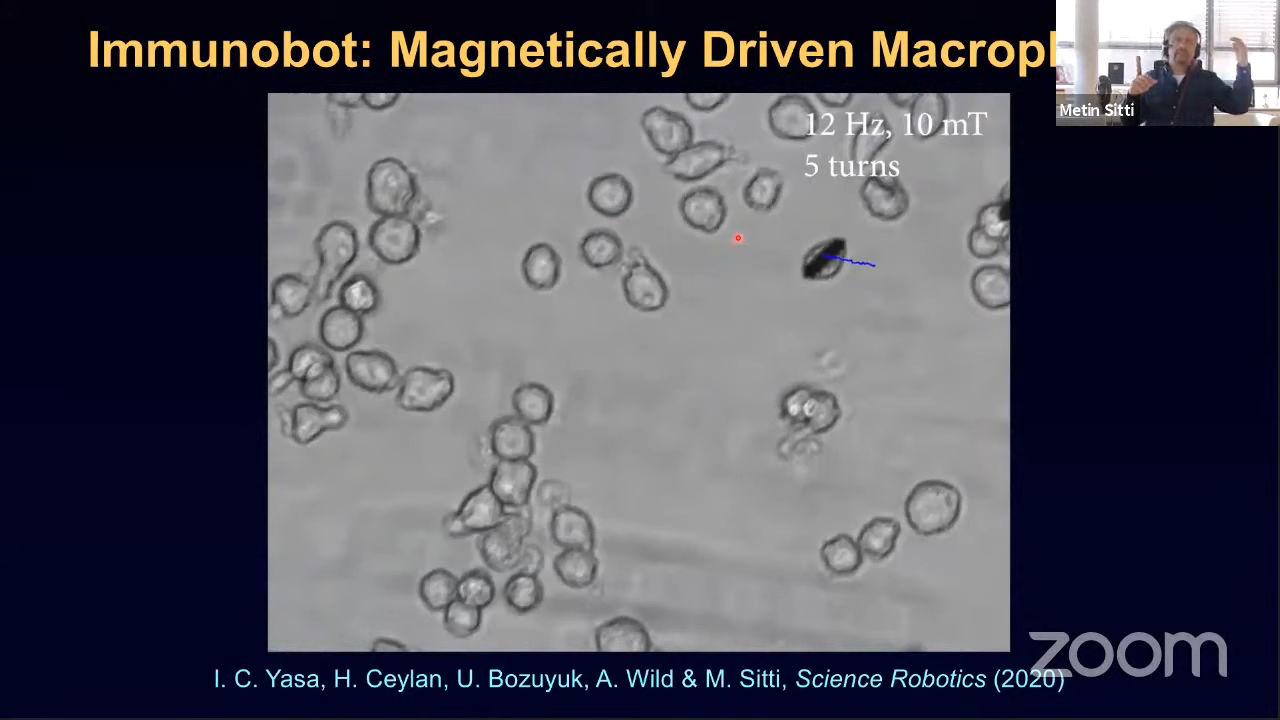 Immunobot: Magnetically Driven Macrop
Metin Sitti
12 Hz, 10 mT
5 turns
zoom
I. C. Yasa, H. Ceylan, U. Bozuyuk, A. Wild & M. Sitti, Science Robotics (2020)